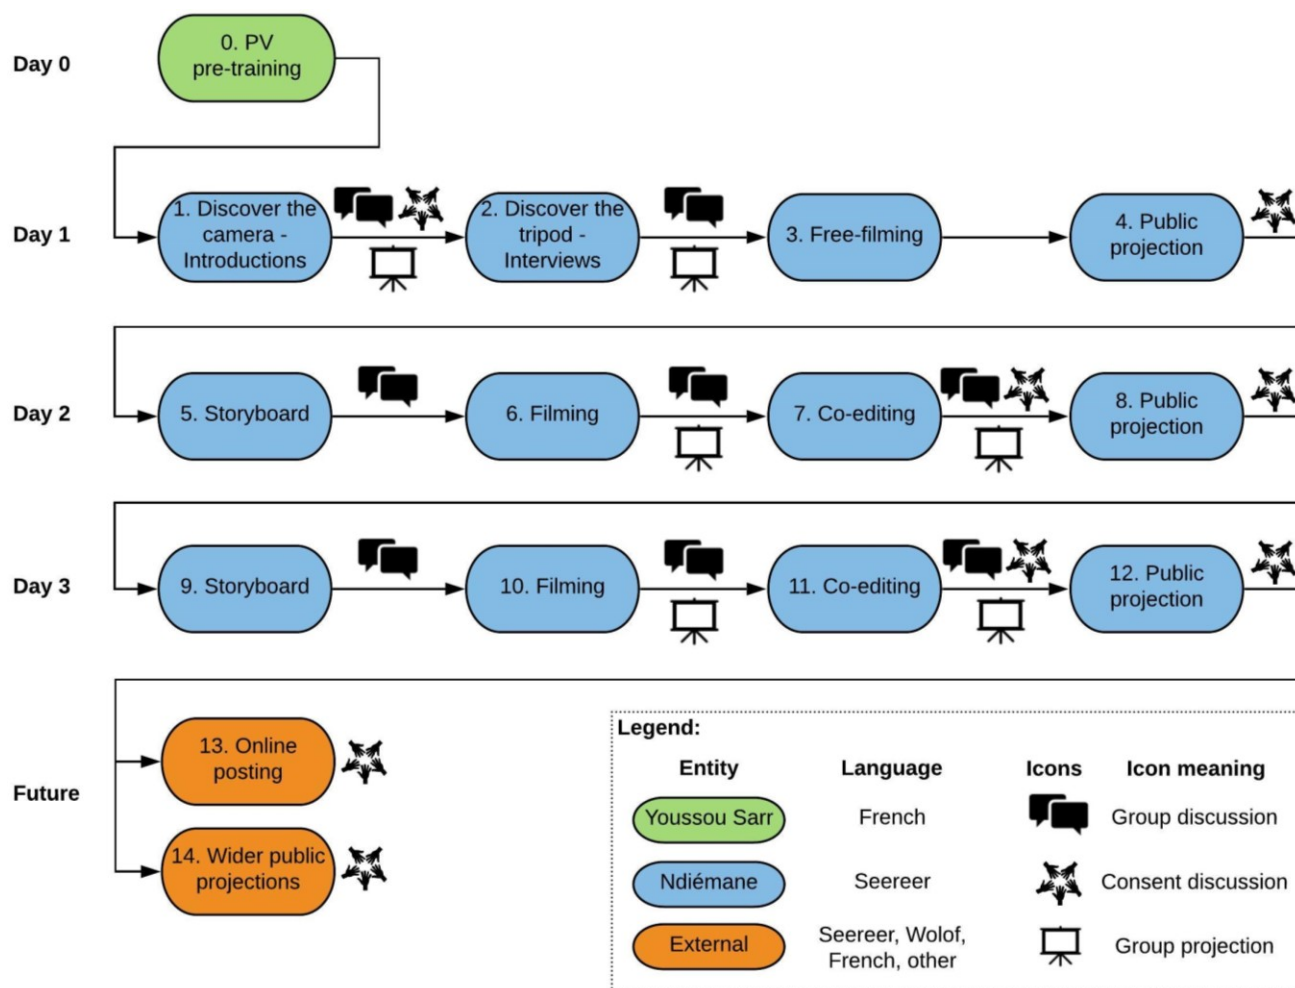 Day 0
0. PV
pre-training
Day 1
1. Discover the
camera -
Introductions
2. Discover the
tripod -
Interviews
3. Free-filming
4. Public
projection
Day 2
5. Storyboard
6. Filming
7. Co-editing
8. Public
projection
Day 3
9. Storyboard
10. Filming
11. Co-editing
12. Public
projection
Future
13. Online
posting
14. Wider public
projections
Legend:
Entity Language Icons Icon meaning
Youssou Sarr French Group discussion
Ndiémane Seereer Consent discussion
External Seereer, Wolof,
French, other Group projection